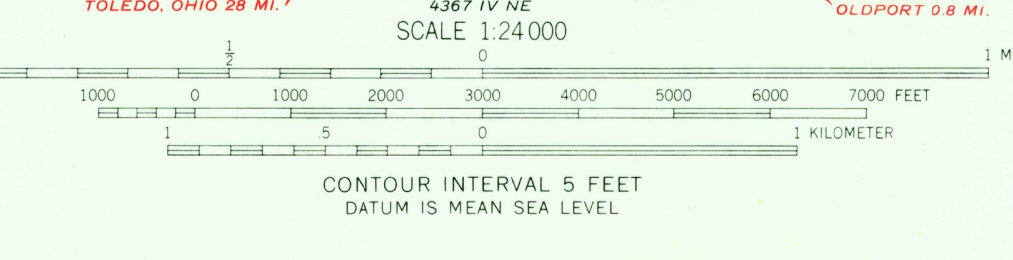 TOLEDO, OHIO 28 MI.
4367 IV NE
OLDPORT 0.8 MI.
SCALE 1:24 000
1/2 0 1 M
1000 0 1000 2000 3000 4000 5000 6000 7000 FEET
1 .5 0 1 KILOMETER
CONTOUR INTERVAL 5 FEET
DATUM IS MEAN SEA LEVEL